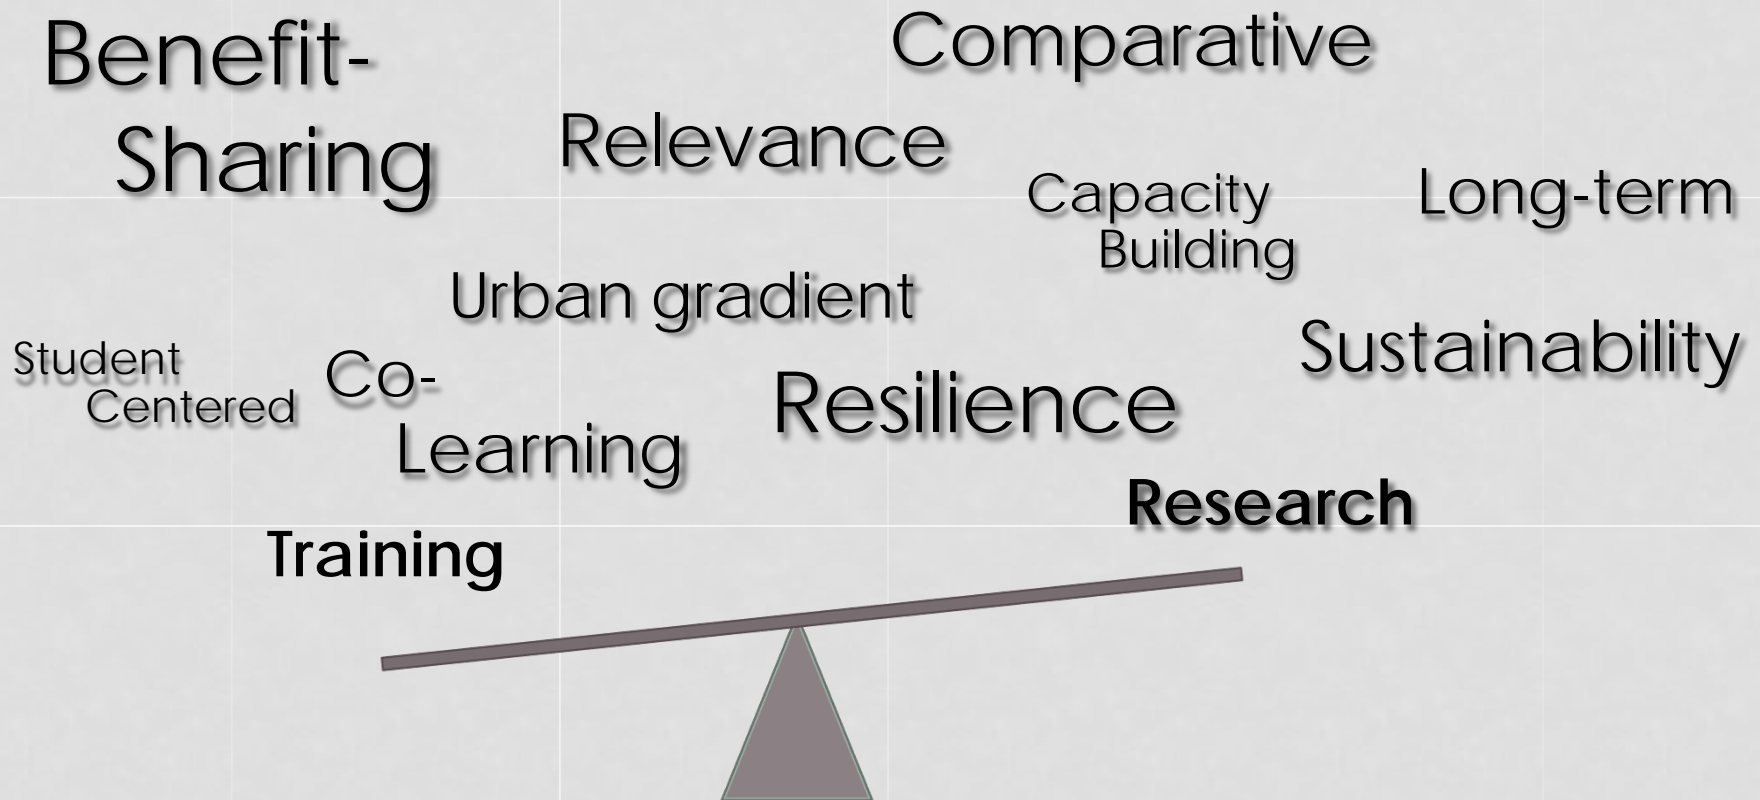 Benefit-
Sharing
Comparative
Relevance
Capacity
Building
Long-term
Urban gradient
Student
Centered
Co-
Learning
Resilience
Sustainability
Research
Training